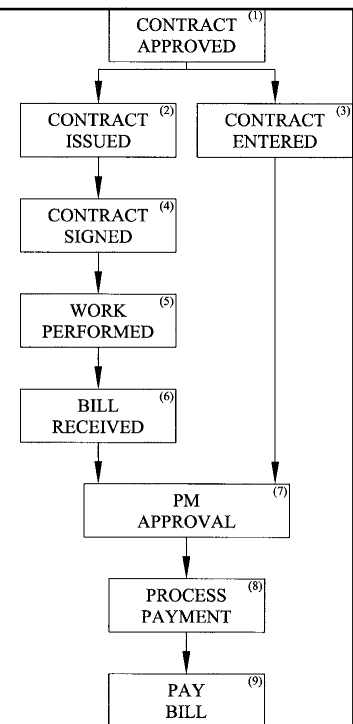 (1)
CONTRACT
APPROVED
(2)
CONTRACT
ISSUED
(3)
CONTRACT
ENTERED
(4)
CONTRACT
SIGNED
(5)
WORK
PERFORMED
(6)
BILL
RECEIVED
(7)
PM
APPROVAL
(8)
PROCESS
PAYMENT
(9)
PAY
BILL